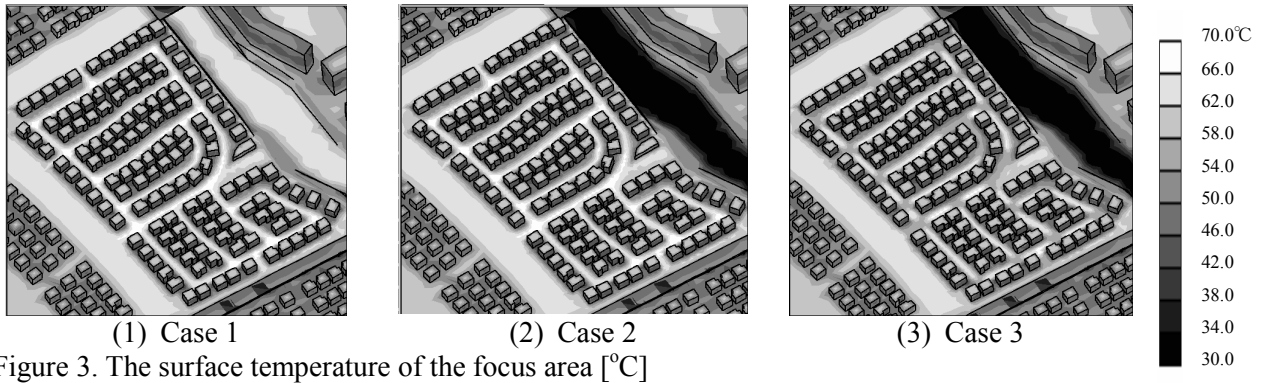 70.0℃
66.0
62.0
58.0
54.0
50.0
46.0
42.0
38.0
34.0
30.0
(1) Case 1
(2) Case 2
(3) Case 3
Figure 3. The surface temperature of the focus area [°C]